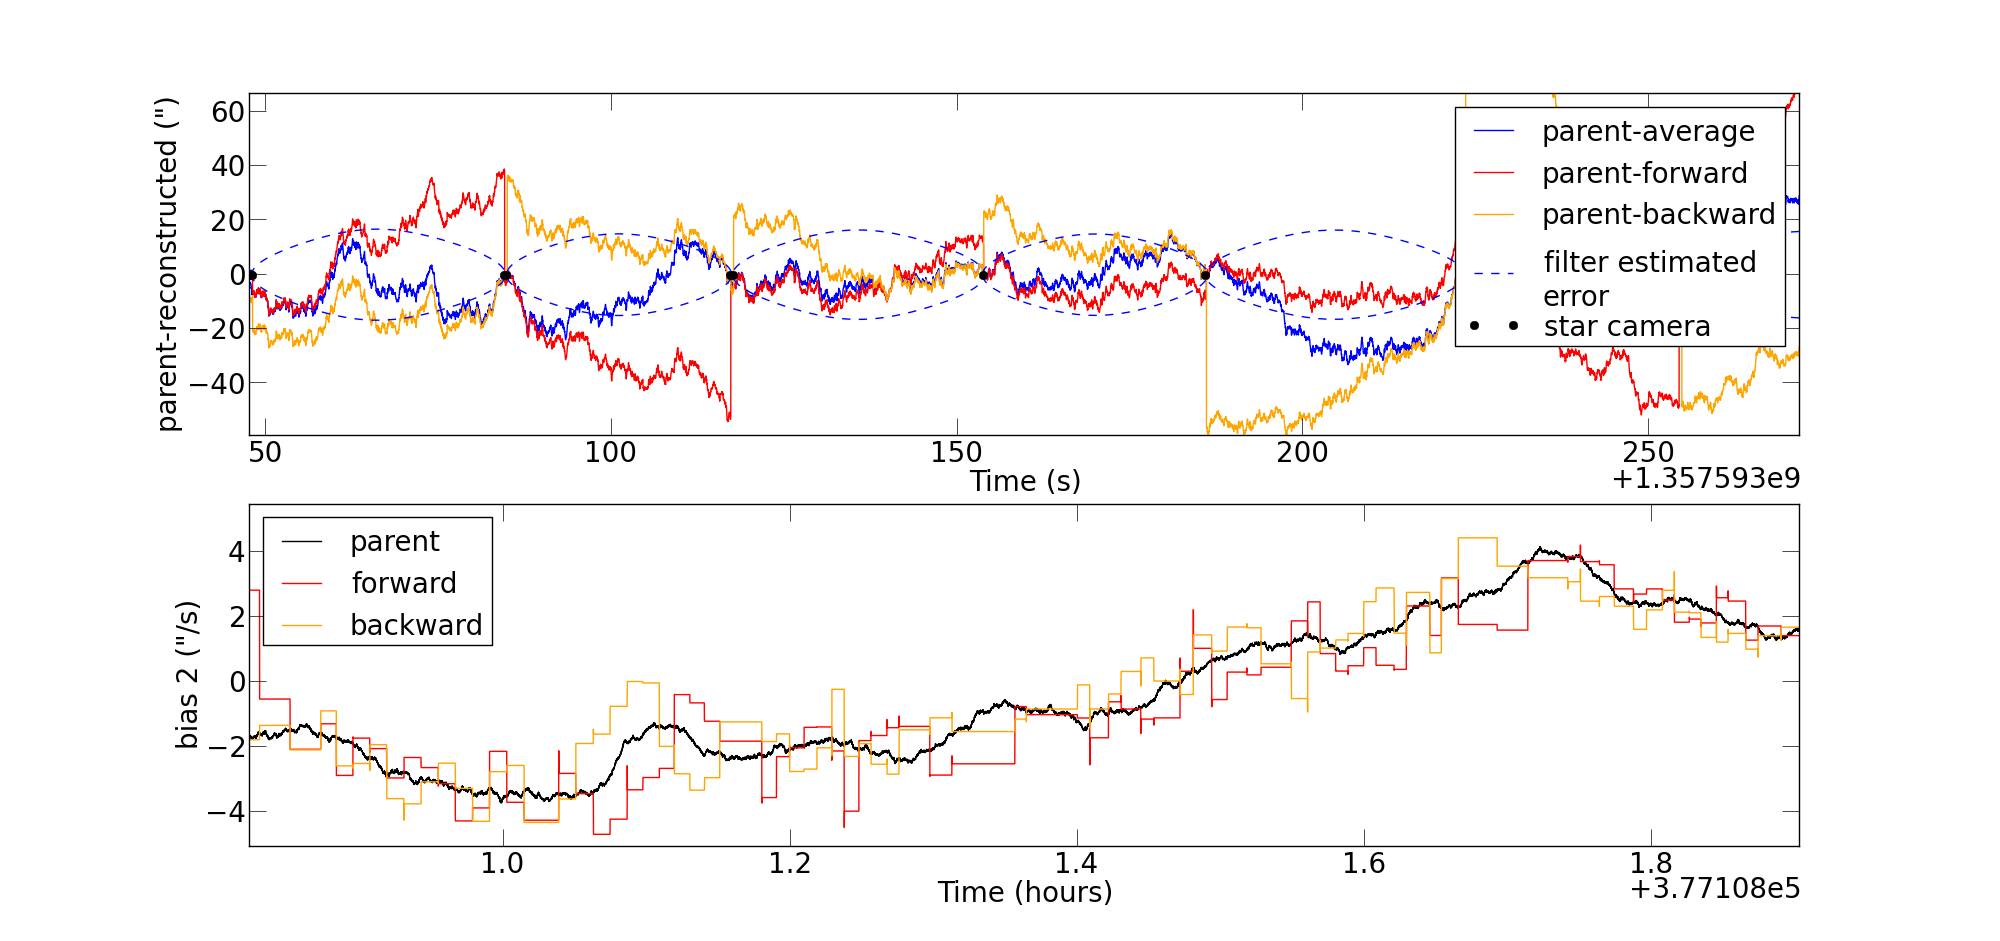 parent-reconstructed (")
60
40
20
0
−20
−40
parent-average
parent-forward
parent-backward
filter estimated
error
star camera
50
100
150
200
250
Time (s)
+1.357593e9
bias 2 ("/s)
4
2
0
−2
−4
parent
forward
backward
1.0
1.2
1.4
1.6
1.8
Time (hours)
+3.77108e5